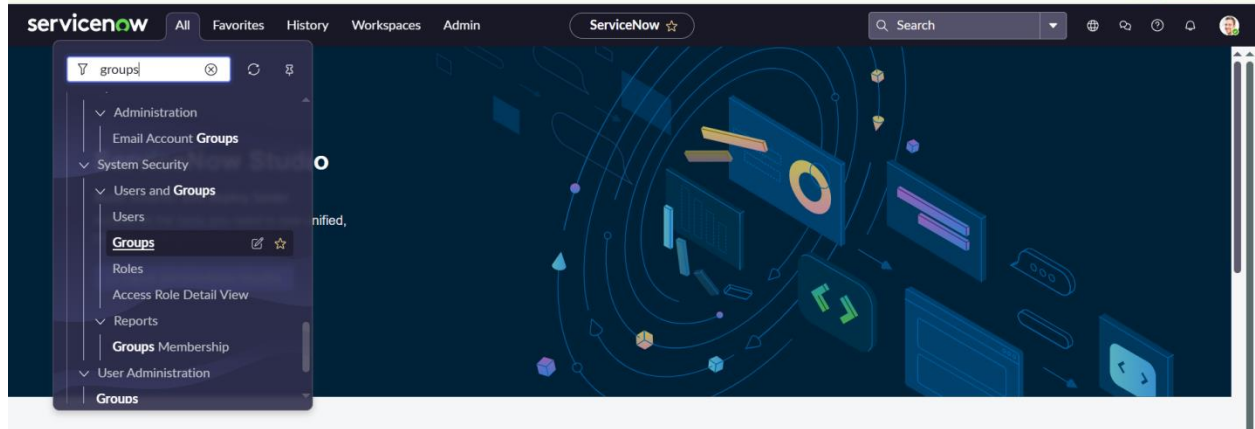 servicenow All Favorites History Workspaces Admin ServiceNow Search
groups
Administration
Email Account Groups
System Security
o
Users and Groups
Users
nified,
Groups
Roles
Access Role Detail View
Reports
Groups Membership
User Administration
Groups